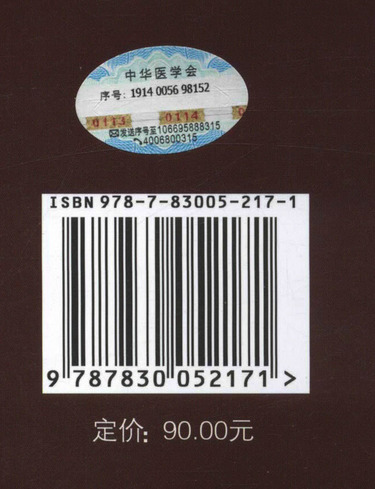 中华医学会
序号: 1914 0056 98152
0113 0114
发送序号至106695888315
4006800315
ISBN 978-7-83005-217-1
9 787830 052171 >
定价: 90.00元